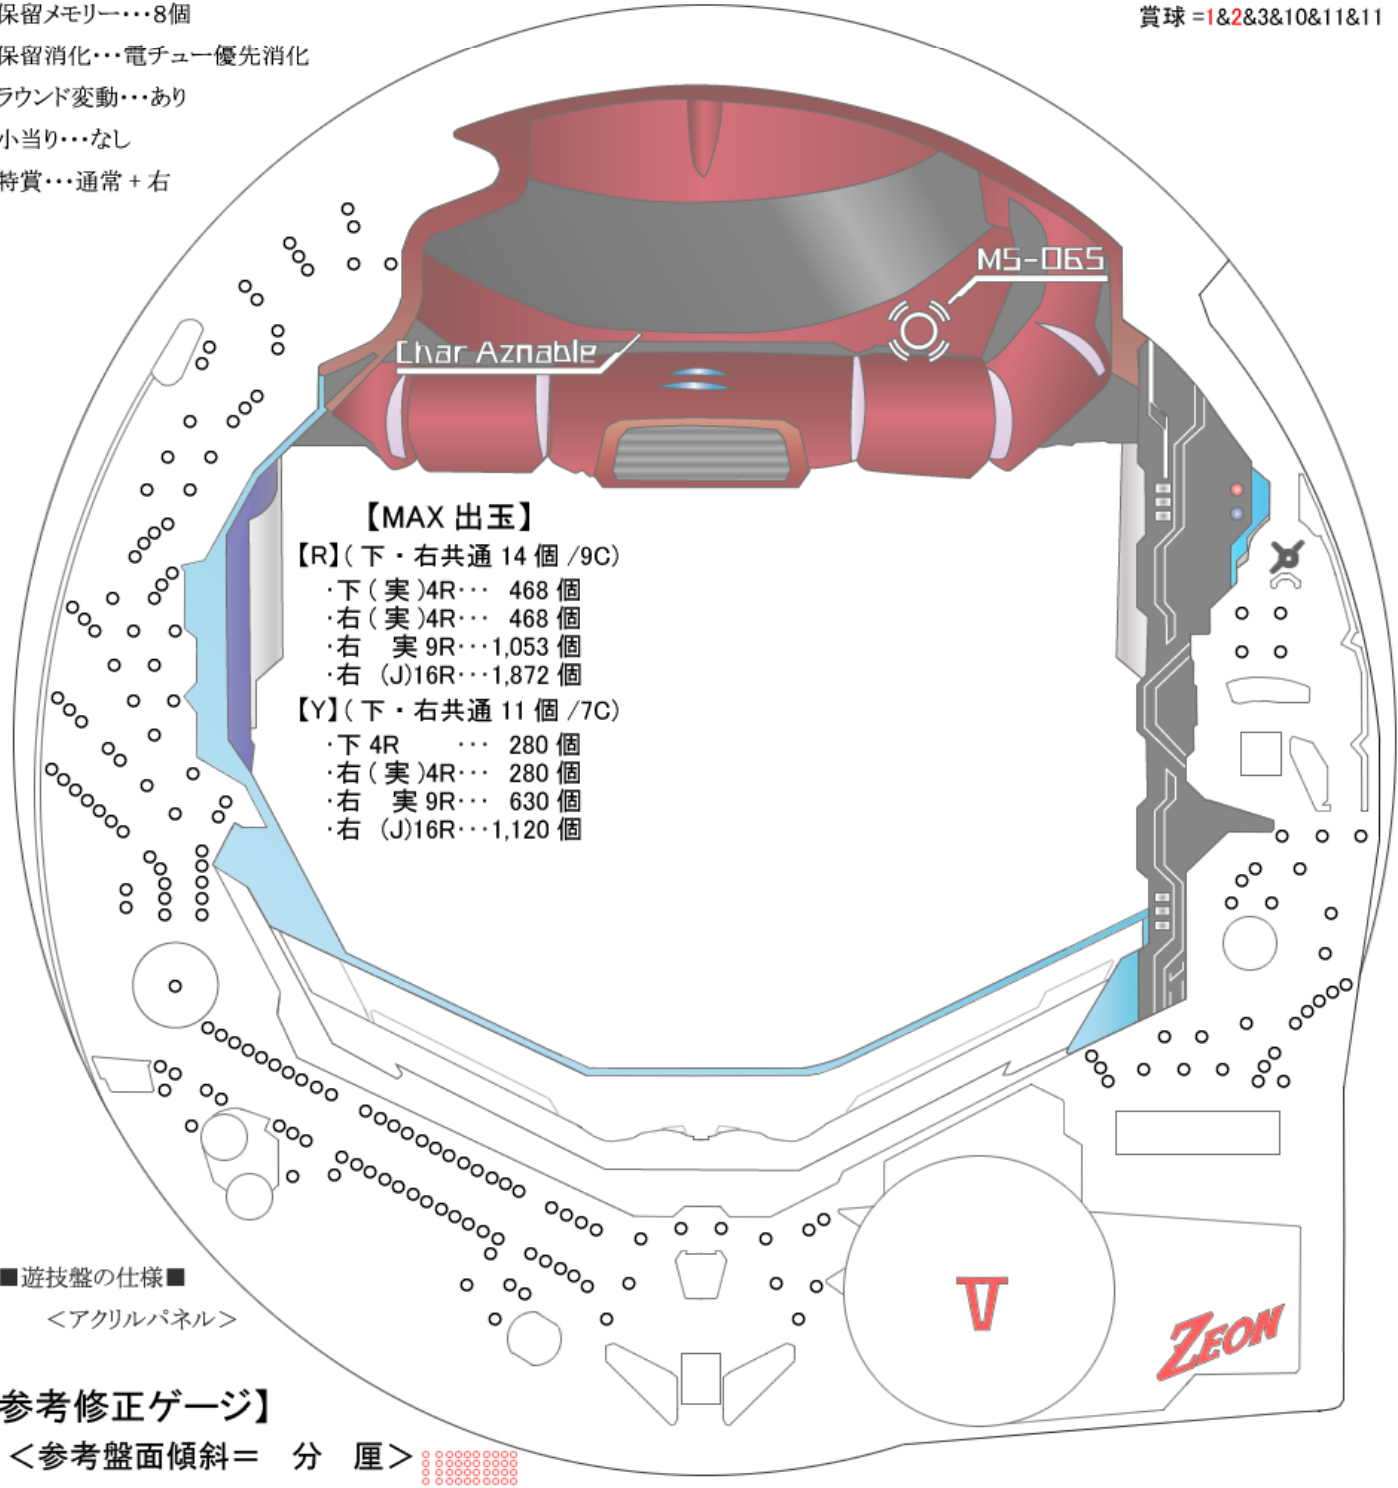 保留メモリー･･･8個
賞球 =1&2&3&10&11&11
保留消化･･･電チュー優先消化
ラウンド変動･･･あり
小当り･･･なし
特賞･･･通常 + 右
MS-06S
Char Aznable
【MAX 出玉】
【R】( 下・右共通 14 個 /9C)
・下 ( 実 )4R･･･ 468 個
・右 ( 実 )4R･･･ 468 個
・右 実 9R･･･1,053 個
・右 (J)16R･･･1,872 個
【Y】( 下・右共通 11 個 /7C)
・下 4R ･･･ 280 個
・右 ( 実 )4R･･･ 280 個
・右 実 9R･･･ 630 個
・右 (J)16R･･･1,120 個
V
ZEON
■遊技盤の仕様■
＜アクリルパネル＞
参考修正ゲージ】
＜参考盤面傾斜＝ 分 厘＞